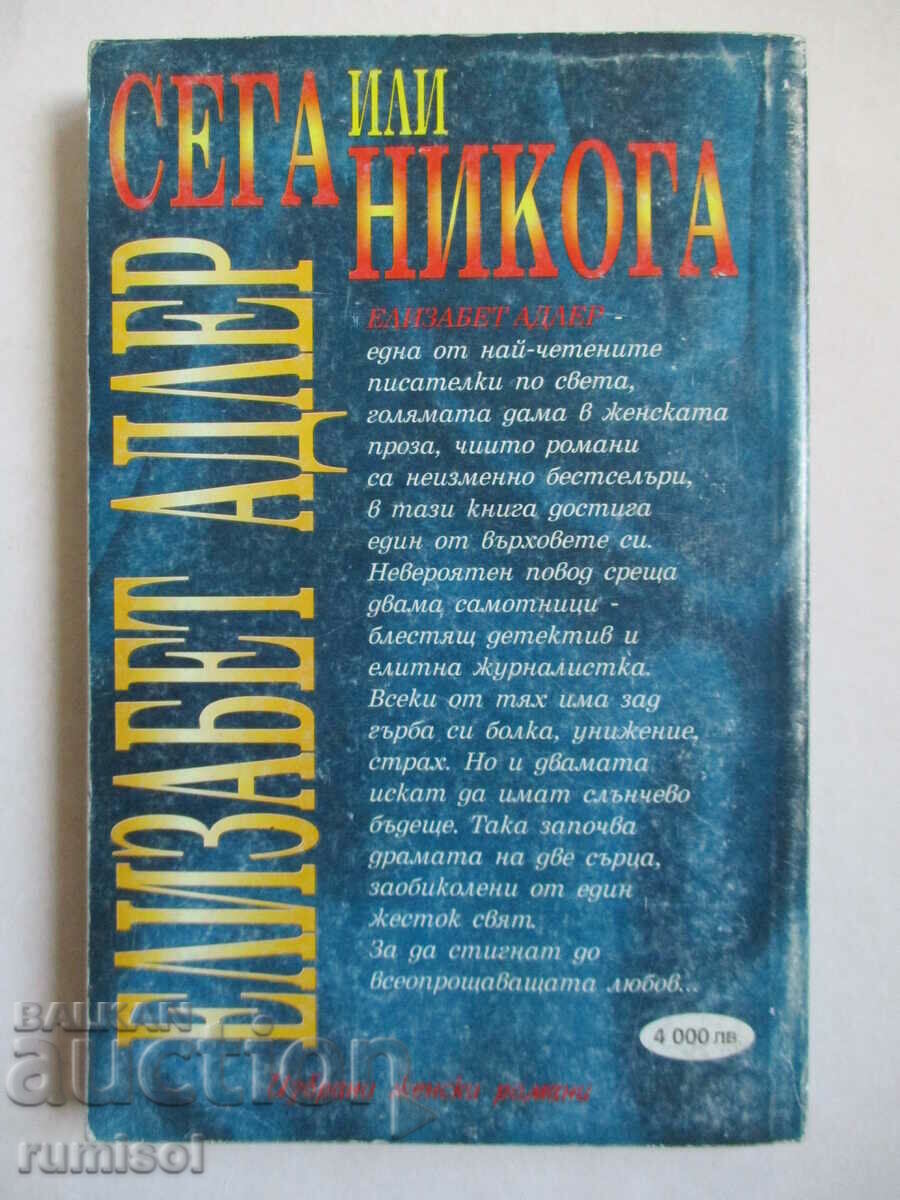 СЕГА ИЛИ
НИКОГА
ЕЛИЗАБЕТ АДЛЕР
ЕЛИЗАБЕТ АДЛЕР -
една от най-четените
писателки по света,
голямата дама в женската
проза, чиито романи
са неизменно бестселъри,
в тази книга достига
един от върховете си.
Невероятен повод среща
двама самотници -
блестящ детектив и
елитна журналистка.
Всеки от тях има зад
гърба си болка, унижение,
страх. Но и двамата
искат да имат слънчево
бъдеще. Така започва
драмата на две сърца,
заобиколени от един
жесток свят.
За да стигнат до
всеопрощаващата любов...
4 000 лв.
Избрани женски романи
BALKAN
auction
rumisol